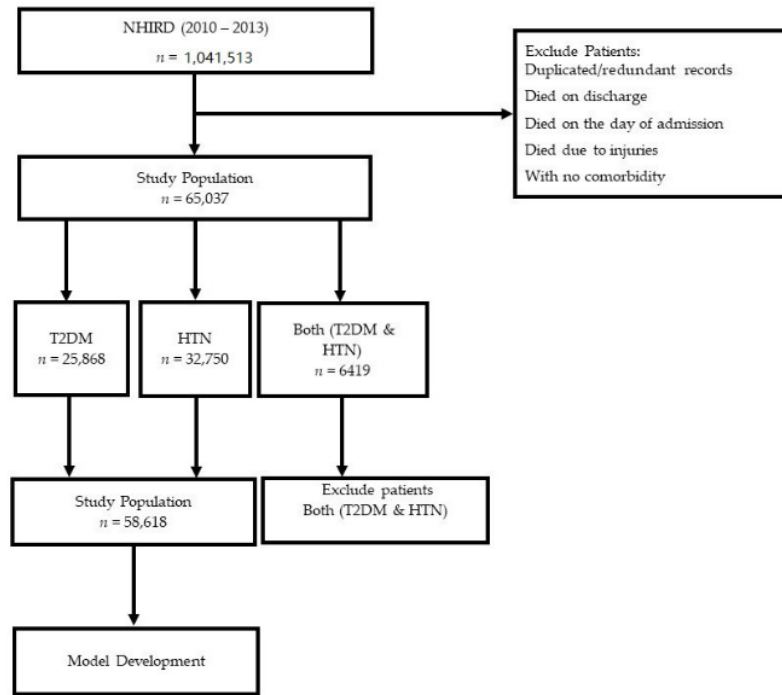 NHIRD (2010 – 2013)
n = 1,041,513
Exclude Patients:
Duplicated/redundant records
Died on discharge
Died on the day of admission
Died due to injuries
With no comorbidity
Study Population
n = 65,037
T2DM
n = 25,868
HTN
n = 32,750
Both (T2DM &
HTN)
n = 6419
Study Population
n = 58,618
Exclude patients
Both (T2DM & HTN)
Model Development